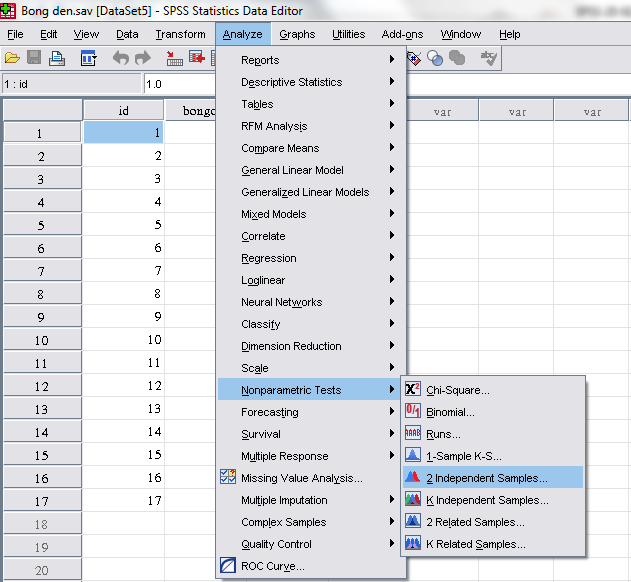 Bong den.sav [DataSet5] - SPSS Statistics Data Editor
File Edit View Data Transform Analyze Graphs Utilities Add-ons Window Help
1 : id 1.0
id var var var
1 1
2 2
3 3
4 4
5 5
6 6
7 7
8 8
9 9
10 10
11 11
12 12
13 13
14 14
15 15
16 16
17 17
18
19
20
Reports
Descriptive Statistics
Tables
RFM Analysis
Compare Means
General Linear Model
Generalized Linear Models
Mixed Models
Correlate
Regression
Loglinear
Neural Networks
Classify
Dimension Reduction
Scale
Nonparametric Tests
Forecasting
Survival
Multiple Response
Missing Value Analysis...
Multiple Imputation
Complex Samples
Quality Control
ROC Curve...
Chi-Square...
Binomial...
Runs...
1-Sample K-S...
2 Independent Samples...
K Independent Samples...
2 Related Samples...
K Related Samples...